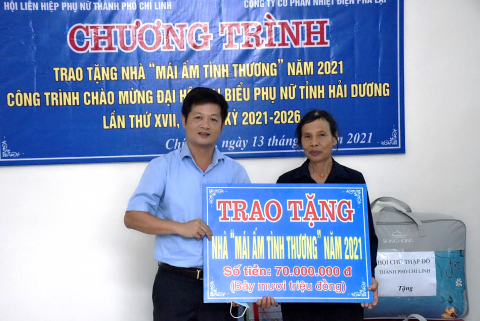 HỘI LIÊN HIỆP PHỤ NỮ THÀNH PHỐ CHÍ LINH
CÔNG TY CỔ PHẦN NHIỆT ĐIỆN PHẢ LẠI
CHƯƠNG TRÌNH
TRAO TẶNG NHÀ "MÁI ẤM TÌNH THƯƠNG" NĂM 2021
CÔNG TRÌNH CHÀO MỪNG ĐẠI HỘI BIỂU PHỤ NỮ TỈNH HẢI DƯƠNG
LẦN THỨ XVII, KỲ 2021-2026
ngày 13 tháng 2021
TRAO TẶNG
NHÀ "MÁI ẤM TÌNH THƯƠNG" NĂM 2021
Số tiền: 70.000.000 đ
(Bảy mươi triệu đồng)
HỘI CHỮ THẬP ĐỎ
THÀNH PHỐ CHÍ LINH
Tặng